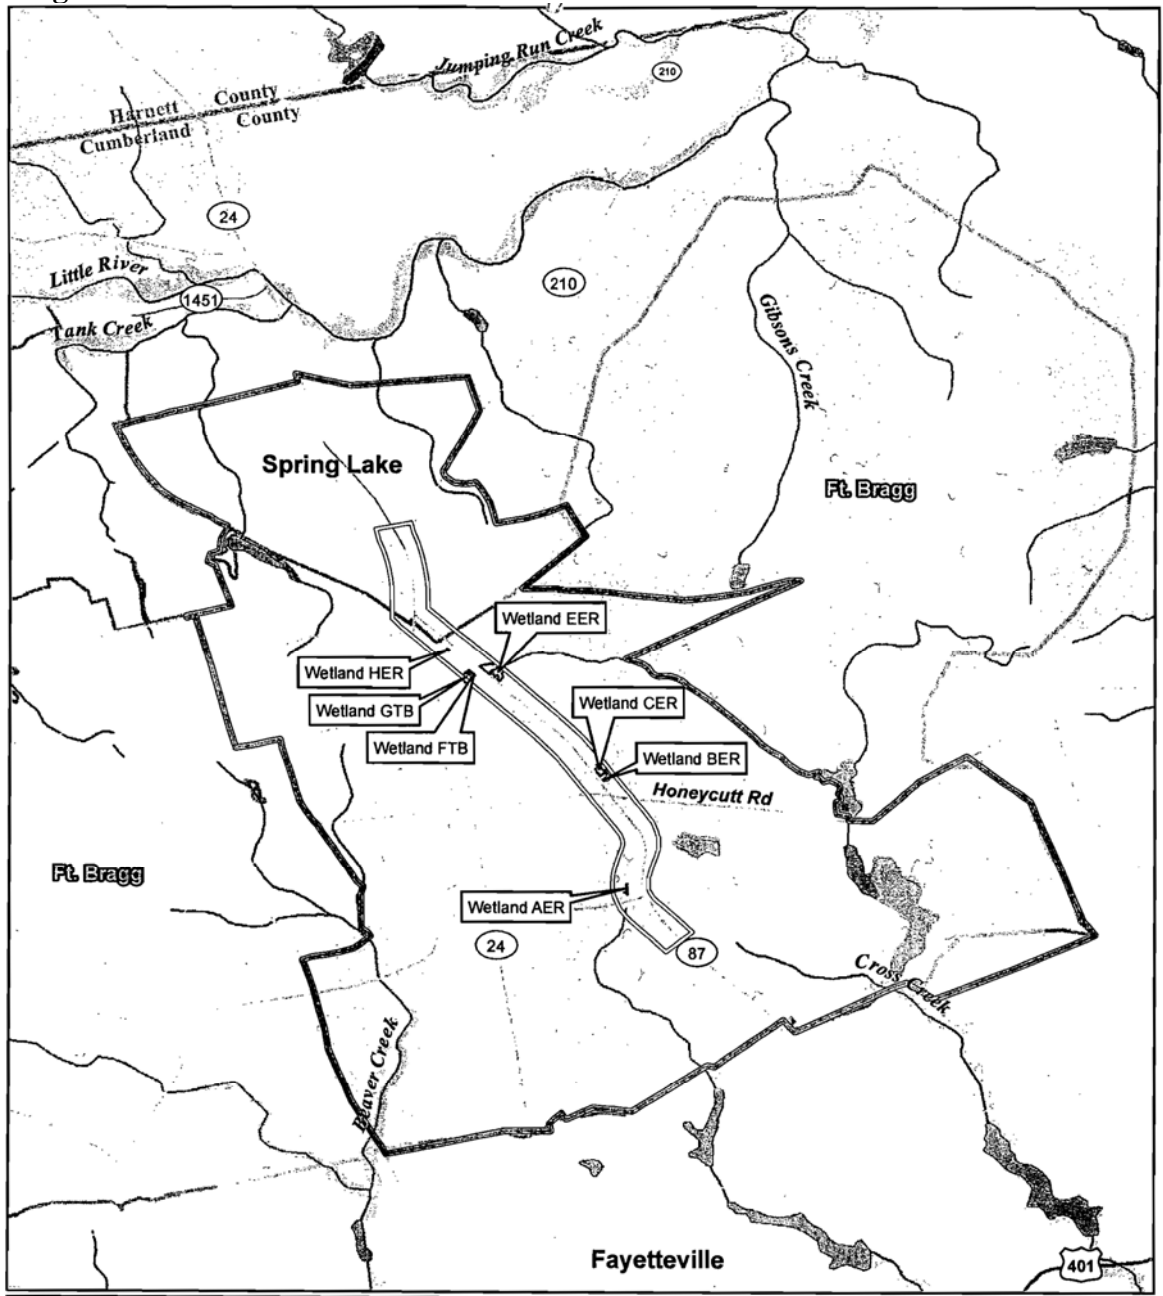 Jumping Run Creek
210
Harnett County
Cumberland County
24
Little River
1451
210
Tank Creek
Gibsons Creek
Spring Lake
Ft. Bragg
Wetland EER
Wetland HER
Wetland GTB
Wetland CER
Wetland FTB
Wetland BER
Honeycutt Rd
Ft. Bragg
Wetland AER
24
87
Cross Creek
Beaver Creek
Fayetteville
401